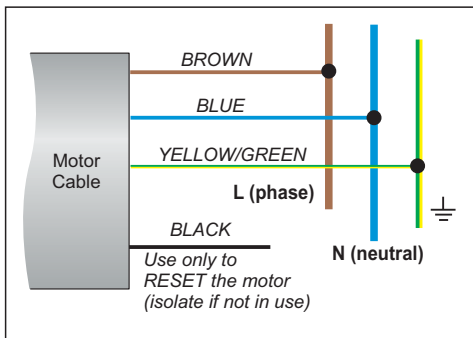 BROWN
BLUE
YELLOW/GREEN
Motor
Cable
L (phase)
BLACK
N (neutral)
Use only to
RESET the motor
(isolate if not in use)